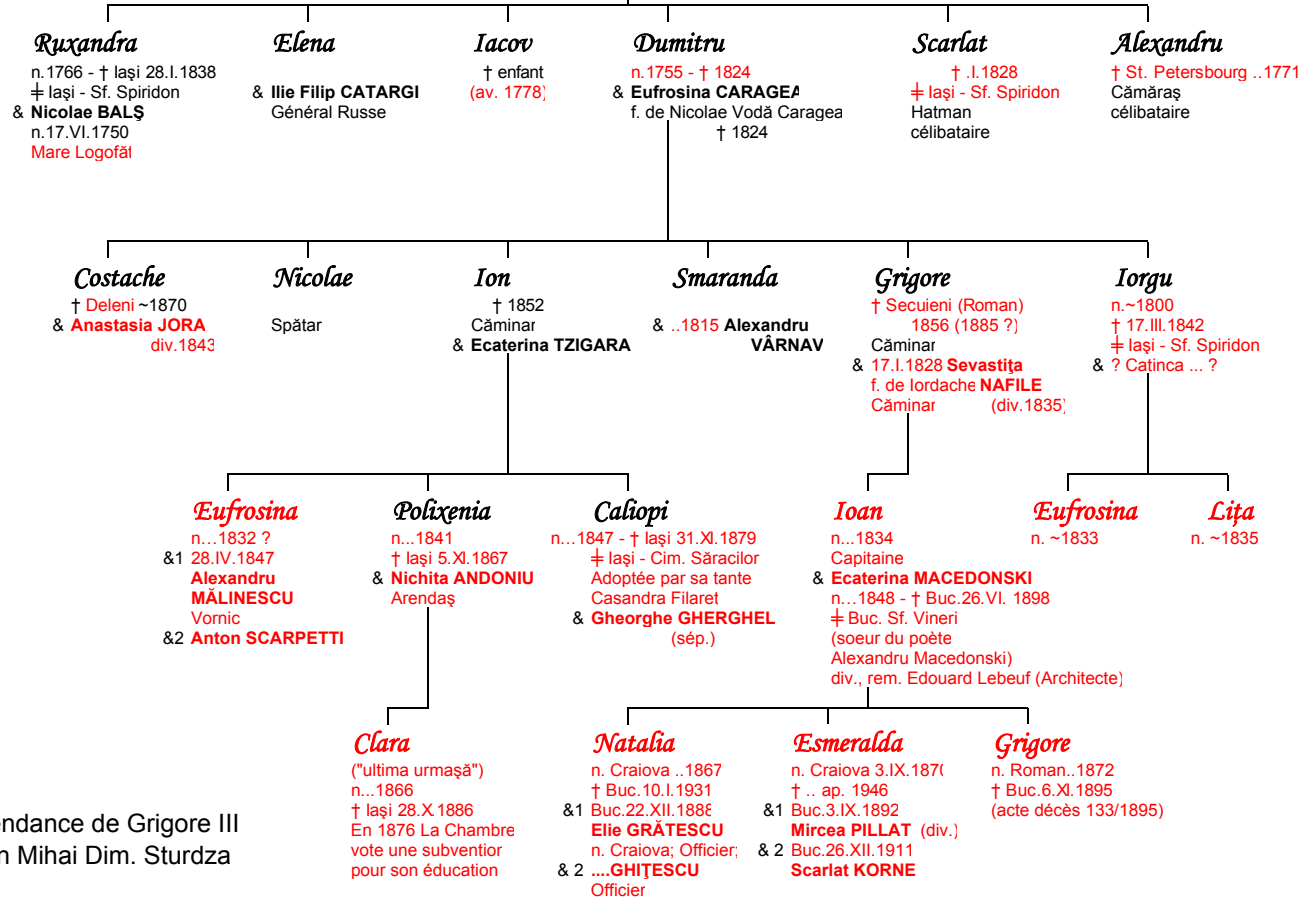 Ruxandra
n.1766 - † Iaşi 28.I.1838
ǂ Iaşi - Sf. Spiridon
& Nicolae BALŞ
n.17.VI.1750
Mare Logofăt
Elena
& Ilie Filip CATARGI
Général Russe
Iacov
† enfant
(av. 1778)
Dumitru
n.1755 - † 1824
& Eufrosina CARAGEA
f. de Nicolae Vodă Caragea
† 1824
Scarlat
† .I.1828
ǂ Iaşi - Sf. Spiridon
Hatman
célibataire
Alexandru
† St. Petersbourg ..1771
Cămăraş
célibataire
Costache
† Deleni ~1870
& Anastasia JORA
div.1843
Nicolae
Spătar
Ion
† 1852
Căminar
& Ecaterina TZIGARA
Smaranda
& ..1815 Alexandru
VÂRNAV
Grigore
† Secuieni (Roman)
1856 (1885 ?)
Căminar
& 17.I.1828 Sevastiţa
f. de Iordache NAFILE
Căminar (div.1835)
Iorgu
n.~1800
† 17.III.1842
ǂ Iaşi - Sf. Spiridon
& ? Catinca ... ?
Eufrosina
n...1832 ?
&1 28.IV.1847
Alexandru
MĂLINESCU
Vornic
&2 Anton SCARPETTI
Polixenia
n...1841
† Iaşi 5.XI.1867
& Nichita ANDONIU
Arendaş
Caliopi
n...1847 - † Iaşi 31.XI.1879
ǂ Iaşi - Cim. Săracilor
Adoptée par sa tante
Casandra Filaret
& Gheorghe GHERGHEL
(sép.)
Ioan
n...1834
Capitaine
& Ecaterina MACEDONSKI
n...1848 - † Buc.26.VI. 1898
ǂ Buc. Sf. Vineri
(soeur du poète
Alexandru Macedonski)
div., rem. Edouard Lebeuf (Architecte)
Eufrosina
n. ~1833
Liţa
n. ~1835
Clara
("ultima urmaşă")
n...1866
† Iaşi 28.X.1886
En 1876 La Chambre
vote une subvention
pour son éducation
Natalia
n. Craiova ..1867
† Buc.10.I.1931
&1 Buc.22.XII.1888
Elie GRĂTESCU
n. Craiova; Officier;
& 2 ....GHIŢESCU
Officier
Esmeralda
n. Craiova 3.IX.1870
† .. ap. 1946
&1 Buc.3.IX.1892
Mircea PILLAT (div.)
& 2 Buc.26.XII.1911
Scarlat KORNE
Grigore
n. Roman..1872
† Buc.6.XI.1895
(acte décès 133/1895)
endance de Grigore III
n Mihai Dim. Sturdza